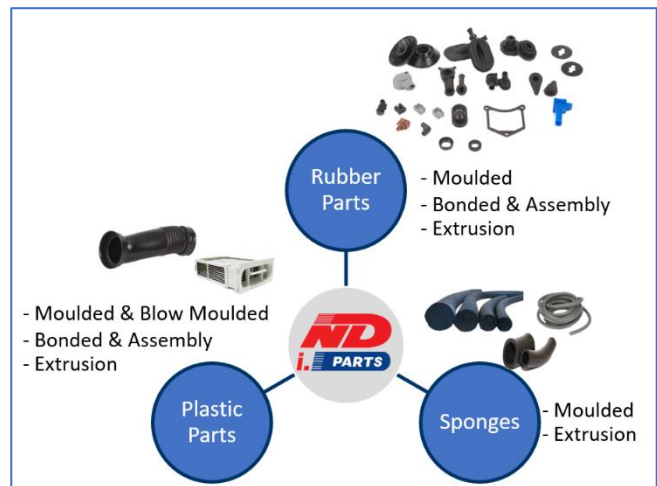 Rubber
Parts
- Moulded
- Bonded & Assembly
- Extrusion
- Moulded & Blow Moulded
- Bonded & Assembly
- Extrusion
ND
i. PARTS
Plastic
Parts
Sponges
- Moulded
- Extrusion